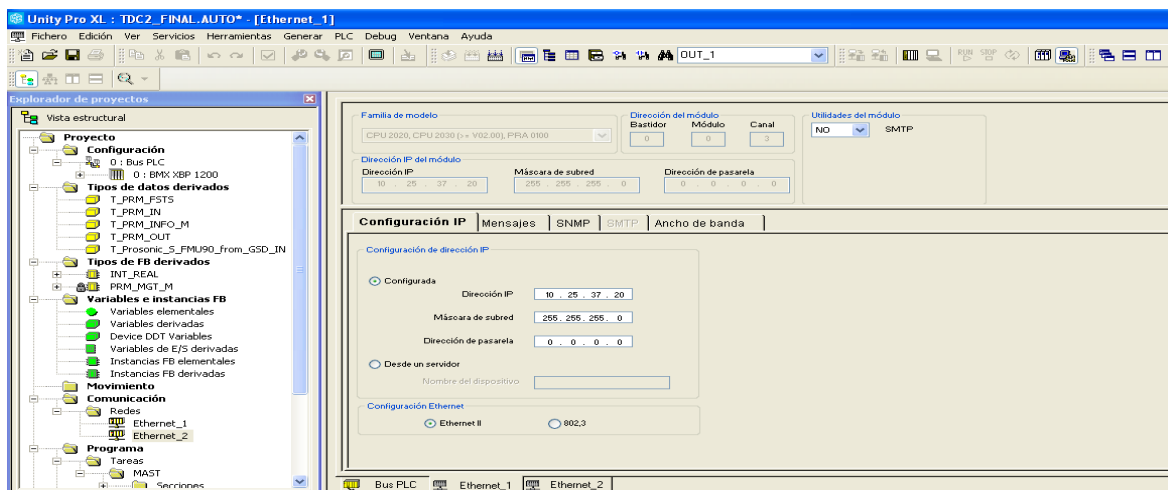 Unity Pro XL : TDC2_FINAL.AUTO* - [Ethernet_1]
Fichero Edición Ver Servicios Herramientas Generar PLC Debug Ventana Ayuda
OUT_1
RUN STOP
Explorador de proyectos
Vista estructural
Proyecto
Configuración
0 : Bus PLC
0 : BMX XBP 1200
Tipos de datos derivados
T_PRM_FSTS
T_PRM_IN
T_PRM_INFO_M
T_PRM_OUT
T_Prosonic_S_FMU90_from_GSD_IN
Tipos de FB derivados
INT_REAL
PRM_MGT_M
Variables e instancias FB
Variables elementales
Variables derivadas
Device DDT Variables
Variables de E/S derivadas
Instancias FB elementales
Instancias FB derivadas
Movimiento
Comunicación
Redes
Ethernet_1
Ethernet_2
Programa
Tareas
MAST
Secciones
Familia de modelo
CPU 2020, CPU 2030 (>= V02.00), PRA 0100
Dirección del módulo
Bastidor Módulo Canal
0 0 3
Utilidades del módulo
NO SMTP
Dirección IP del módulo
Dirección IP Máscara de subred Dirección de pasarela
10 . 25 . 37 . 20 255 . 255 . 255 . 0 0 . 0 . 0 . 0
Configuración IP Mensajes SNMP SMTP Ancho de banda
Configuración de dirección IP
Configurada
Dirección IP 10 . 25 . 37 . 20
Máscara de subred 255 . 255 . 255 . 0
Dirección de pasarela 0 . 0 . 0 . 0
Desde un servidor
Nombre del dispositivo
Configuración Ethernet
Ethernet II 802,3
Bus PLC Ethernet_1 Ethernet_2